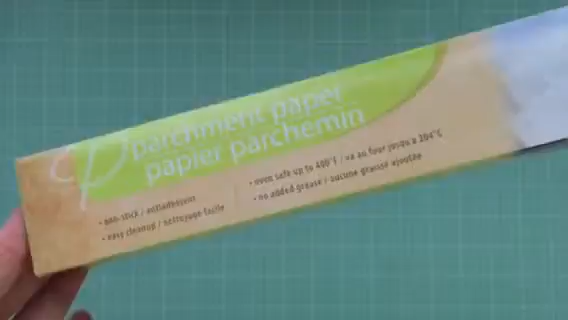 parchment paper
papier parchemin
• non-stick / antiadhésive
• easy cleanup / nettoyage facile
• oven safe up to 400°F / va au four jusqu'à 204°C
• no added grease / aucune graisse ajoutée